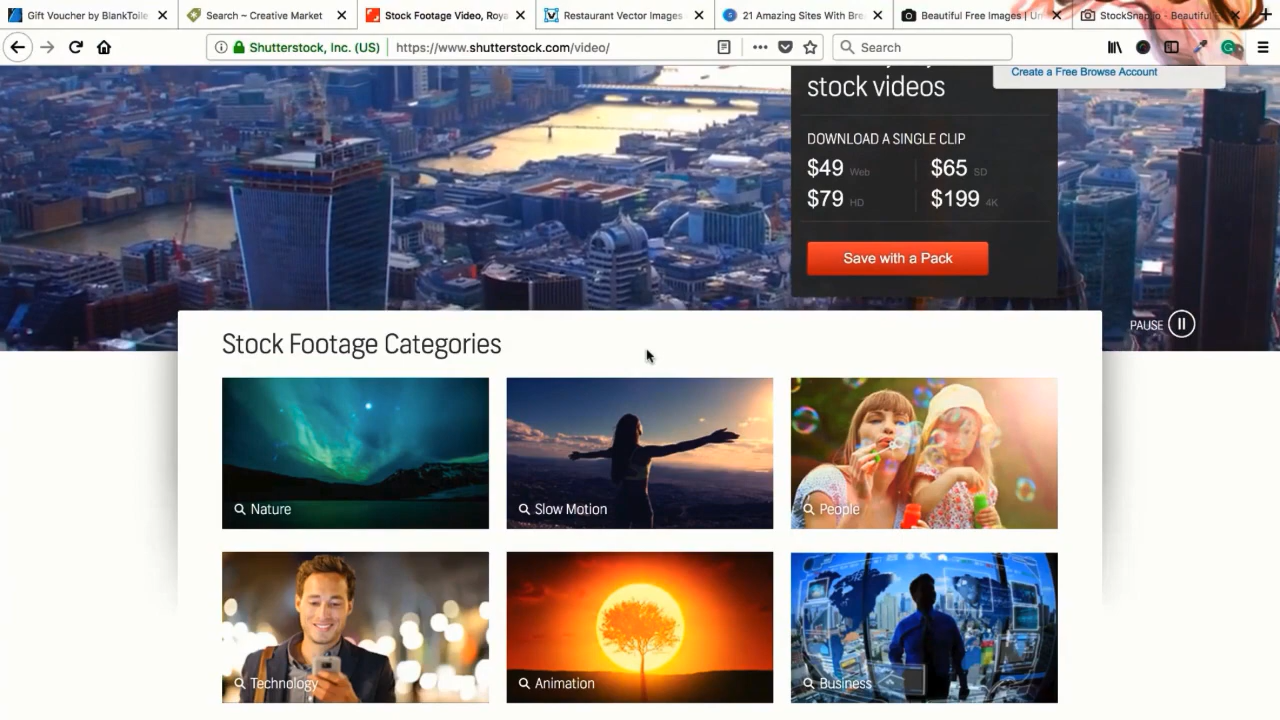 Gift Voucher by BlankToile
Search ~ Creative Market
Stock Footage Video, Roya
Restaurant Vector Images
21 Amazing Sites With Bre
Beautiful Free Images | Un
StockSnap.io - Beautiful
Shutterstock, Inc. (US)
https://www.shutterstock.com/video/
Search
Create a Free Browse Account
stock videos
DOWNLOAD A SINGLE CLIP
$49 Web
$65 SD
$79 HD
$199 4K
Save with a Pack
PAUSE
Stock Footage Categories
Nature
Slow Motion
People
Technology
Animation
Business